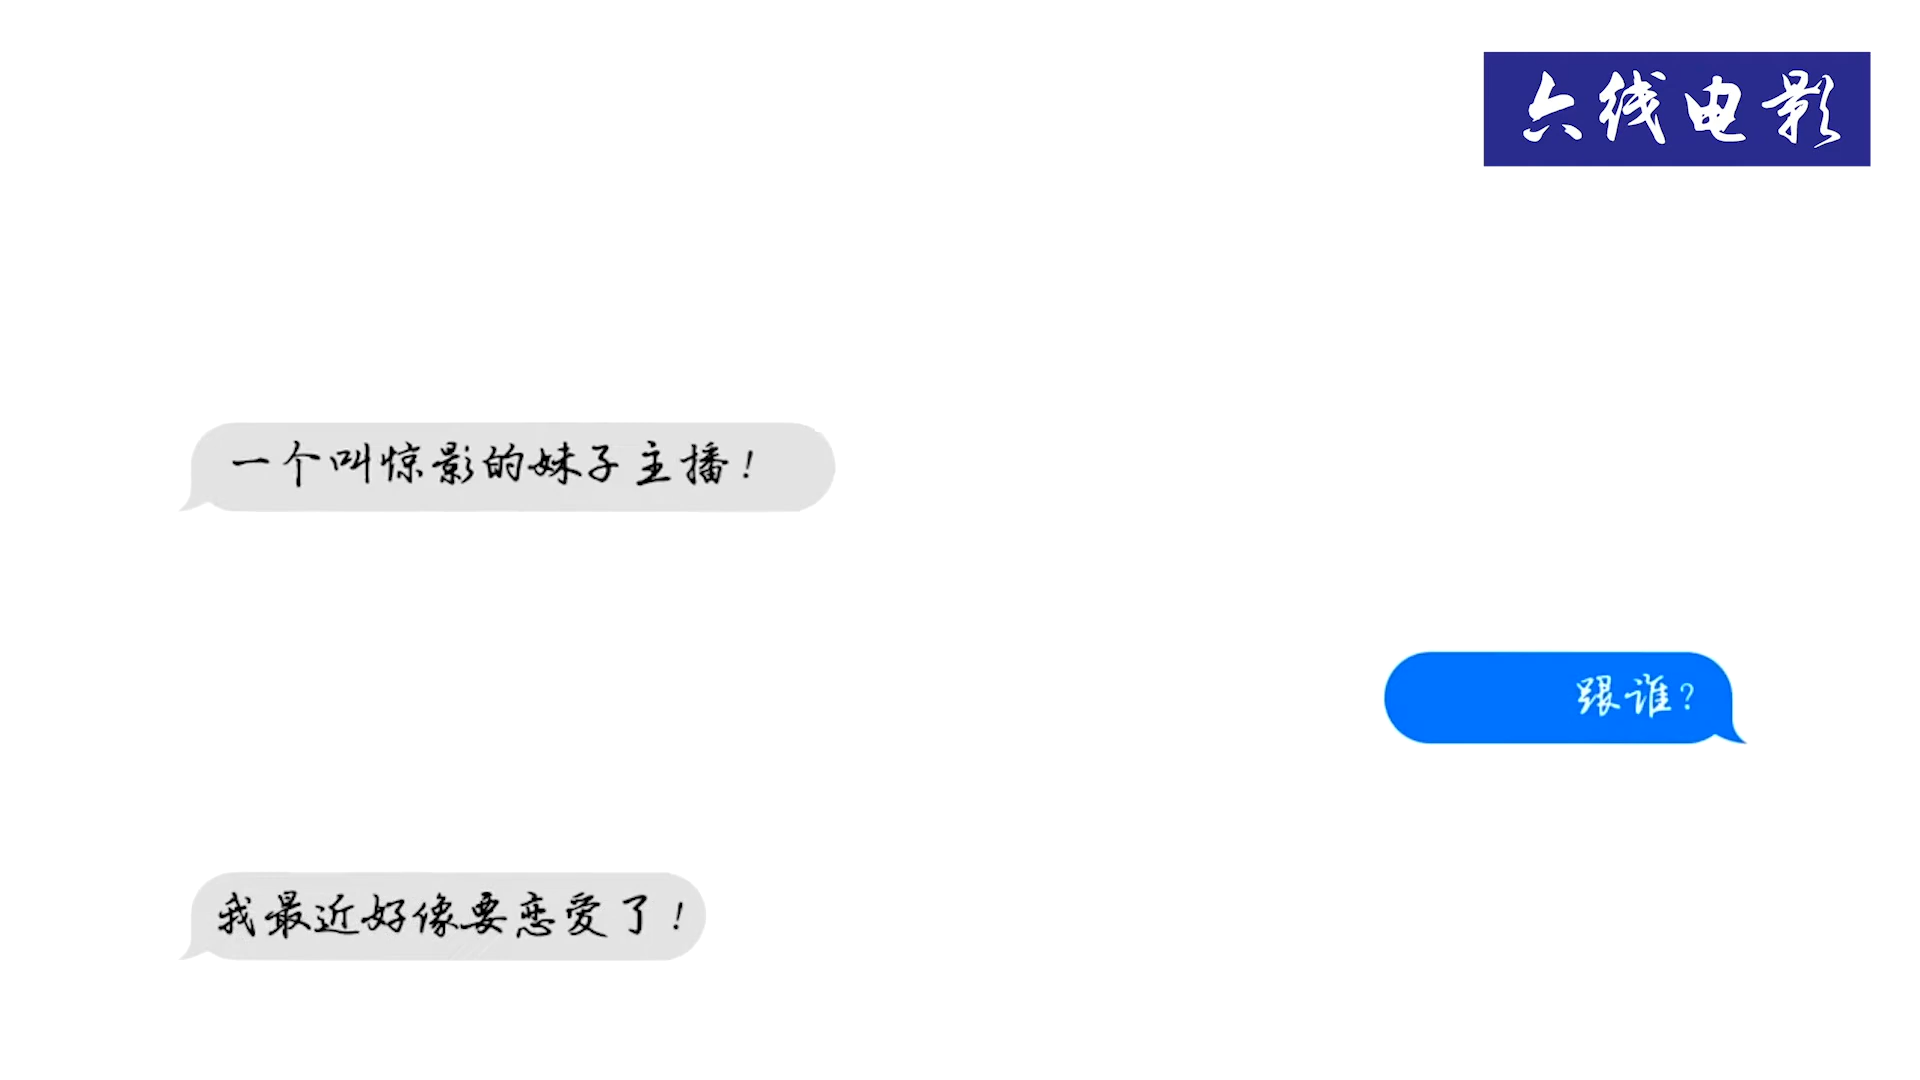 六线电影
一个叫惊影的妹子主播！
跟谁？
我最近好像要恋爱了！